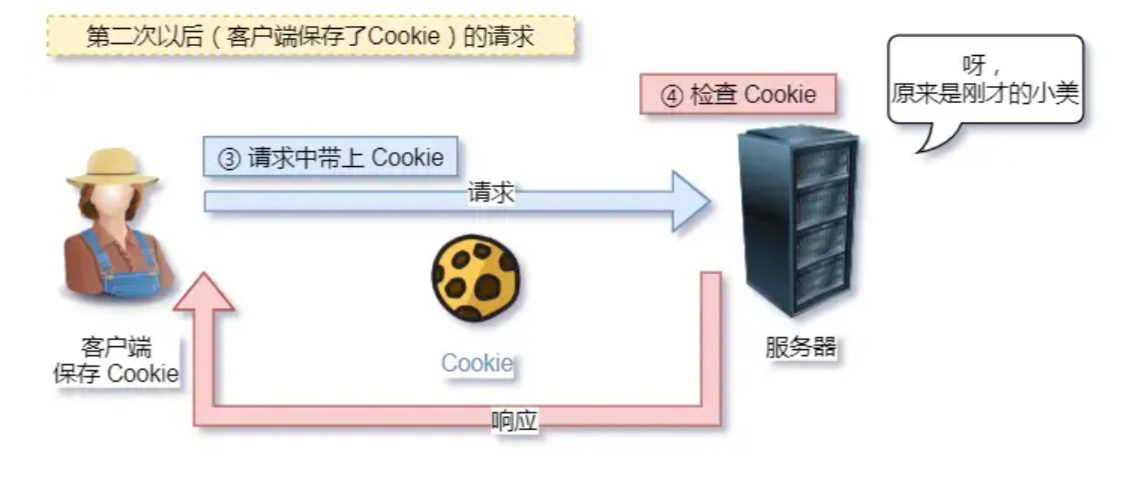 第二次以后（客户端保存了Cookie）的请求
呀，
原来是刚才的小美
④ 检查 Cookie
③ 请求中带上 Cookie
请求
Cookie
客户端
保存 Cookie
服务器
响应